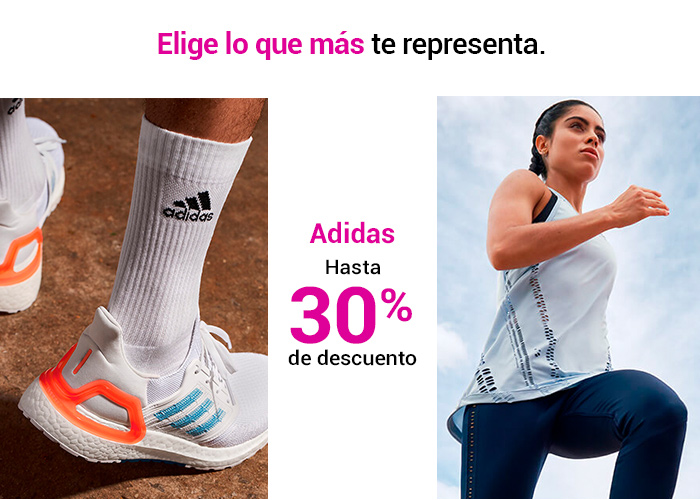 Elige lo que más te representa.
adidas
Adidas
Hasta
30%
de descuento